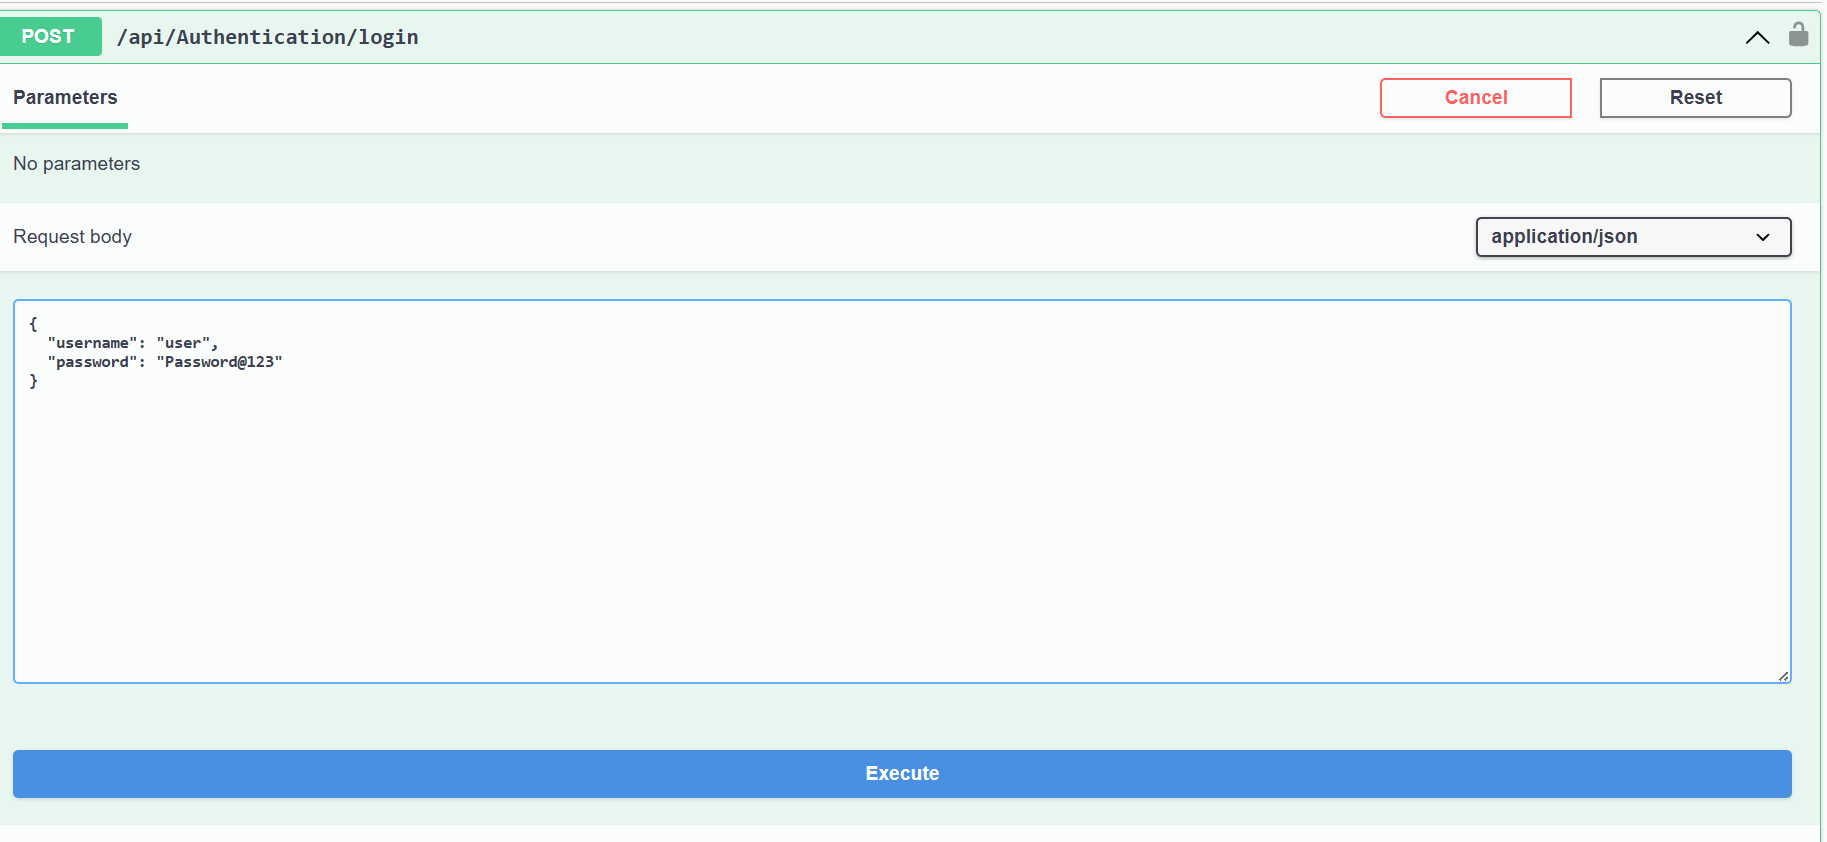 POST /api/Authentication/login
Parameters
Cancel
Reset
No parameters
Request body
application/json
{
  "username": "user",
  "password": "Password@123"
}
Execute